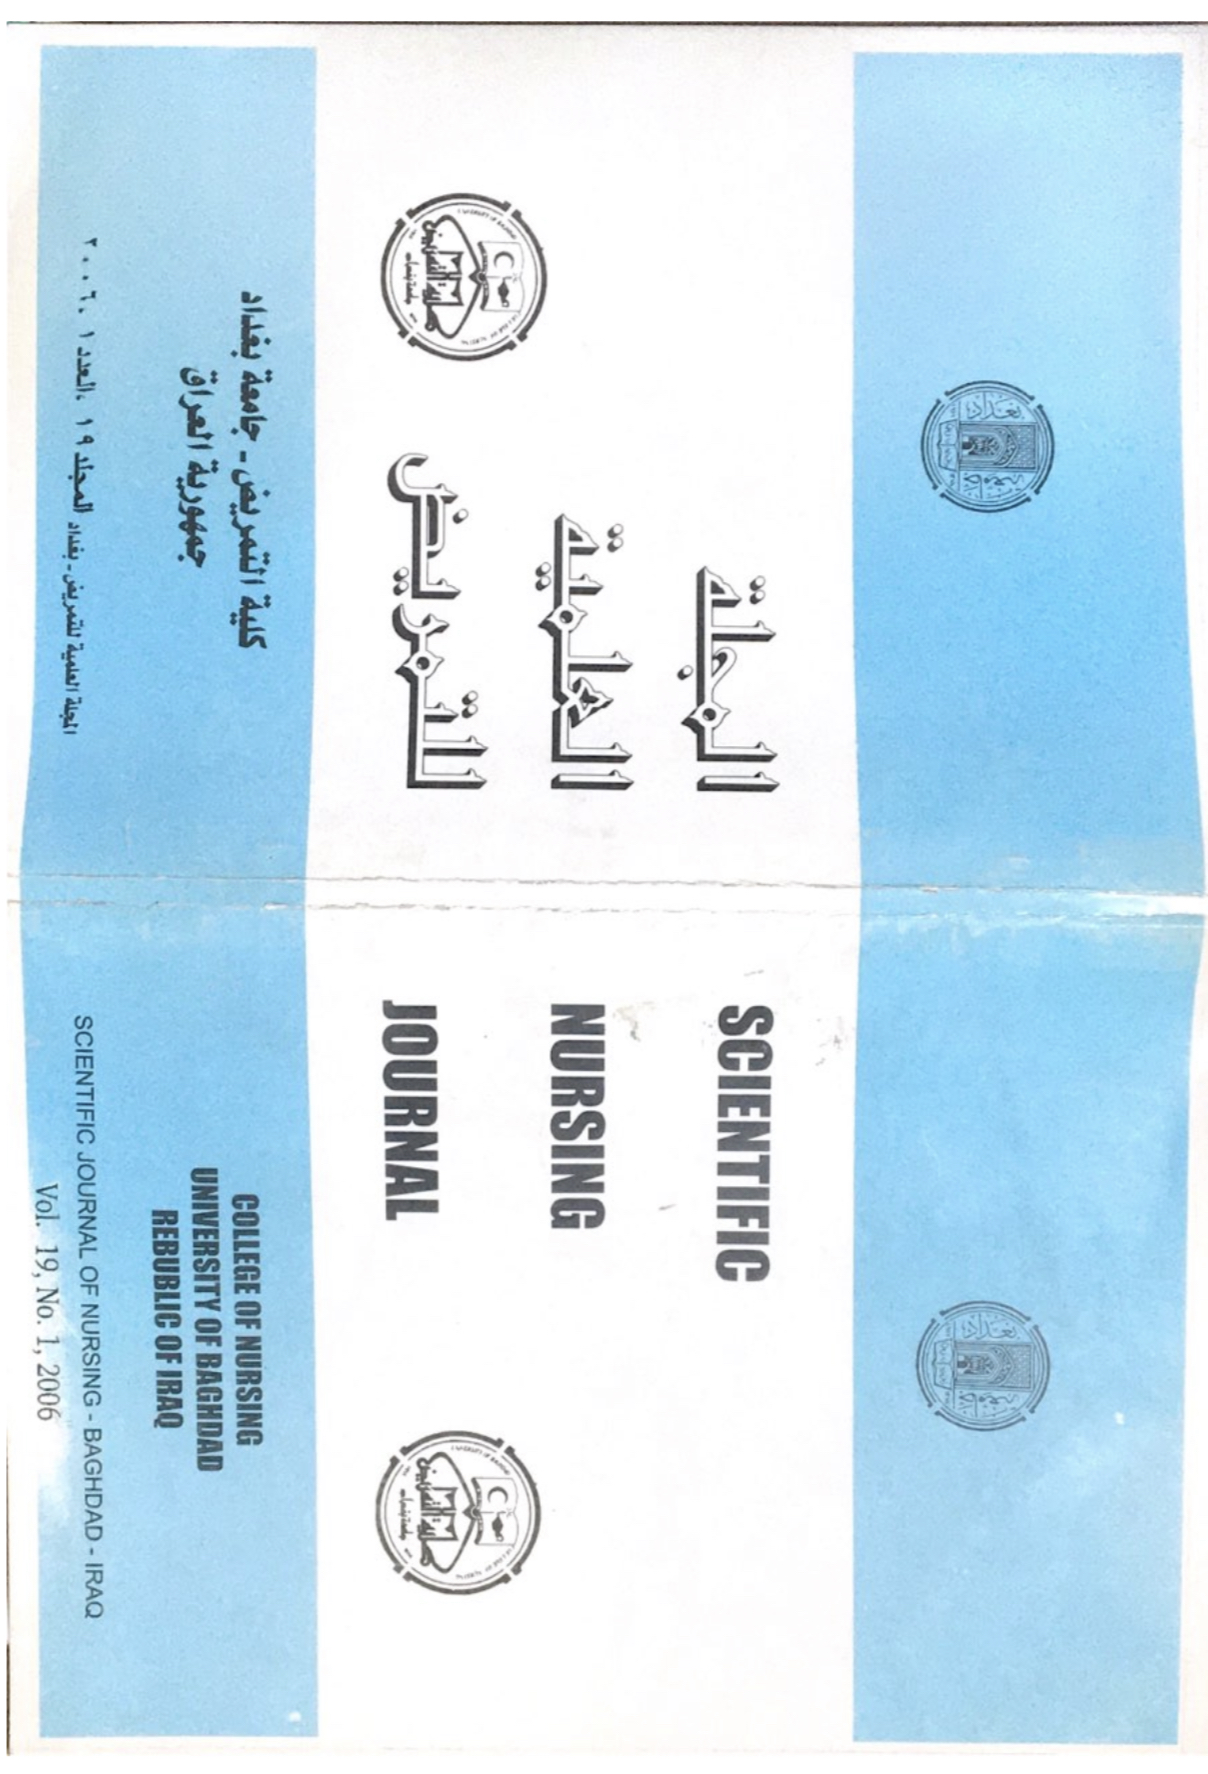 المجلة
العلمية
للتمريض
كلية التمريض - جامعة بغداد
جمهورية العراق
المجلة العلمية للتمريض - بغداد المجلد ١٩ ،العدد ١ ،٢٠٠٦
SCIENTIFIC
NURSING
JOURNAL
COLLEGE OF NURSING
UNIVERSITY OF BAGHDAD
REBUBLIC OF IRAQ
SCIENTIFIC JOURNAL OF NURSING - BAGHDAD - IRAQ
Vol. 19, No. 1, 2006
بغداد
بغداد